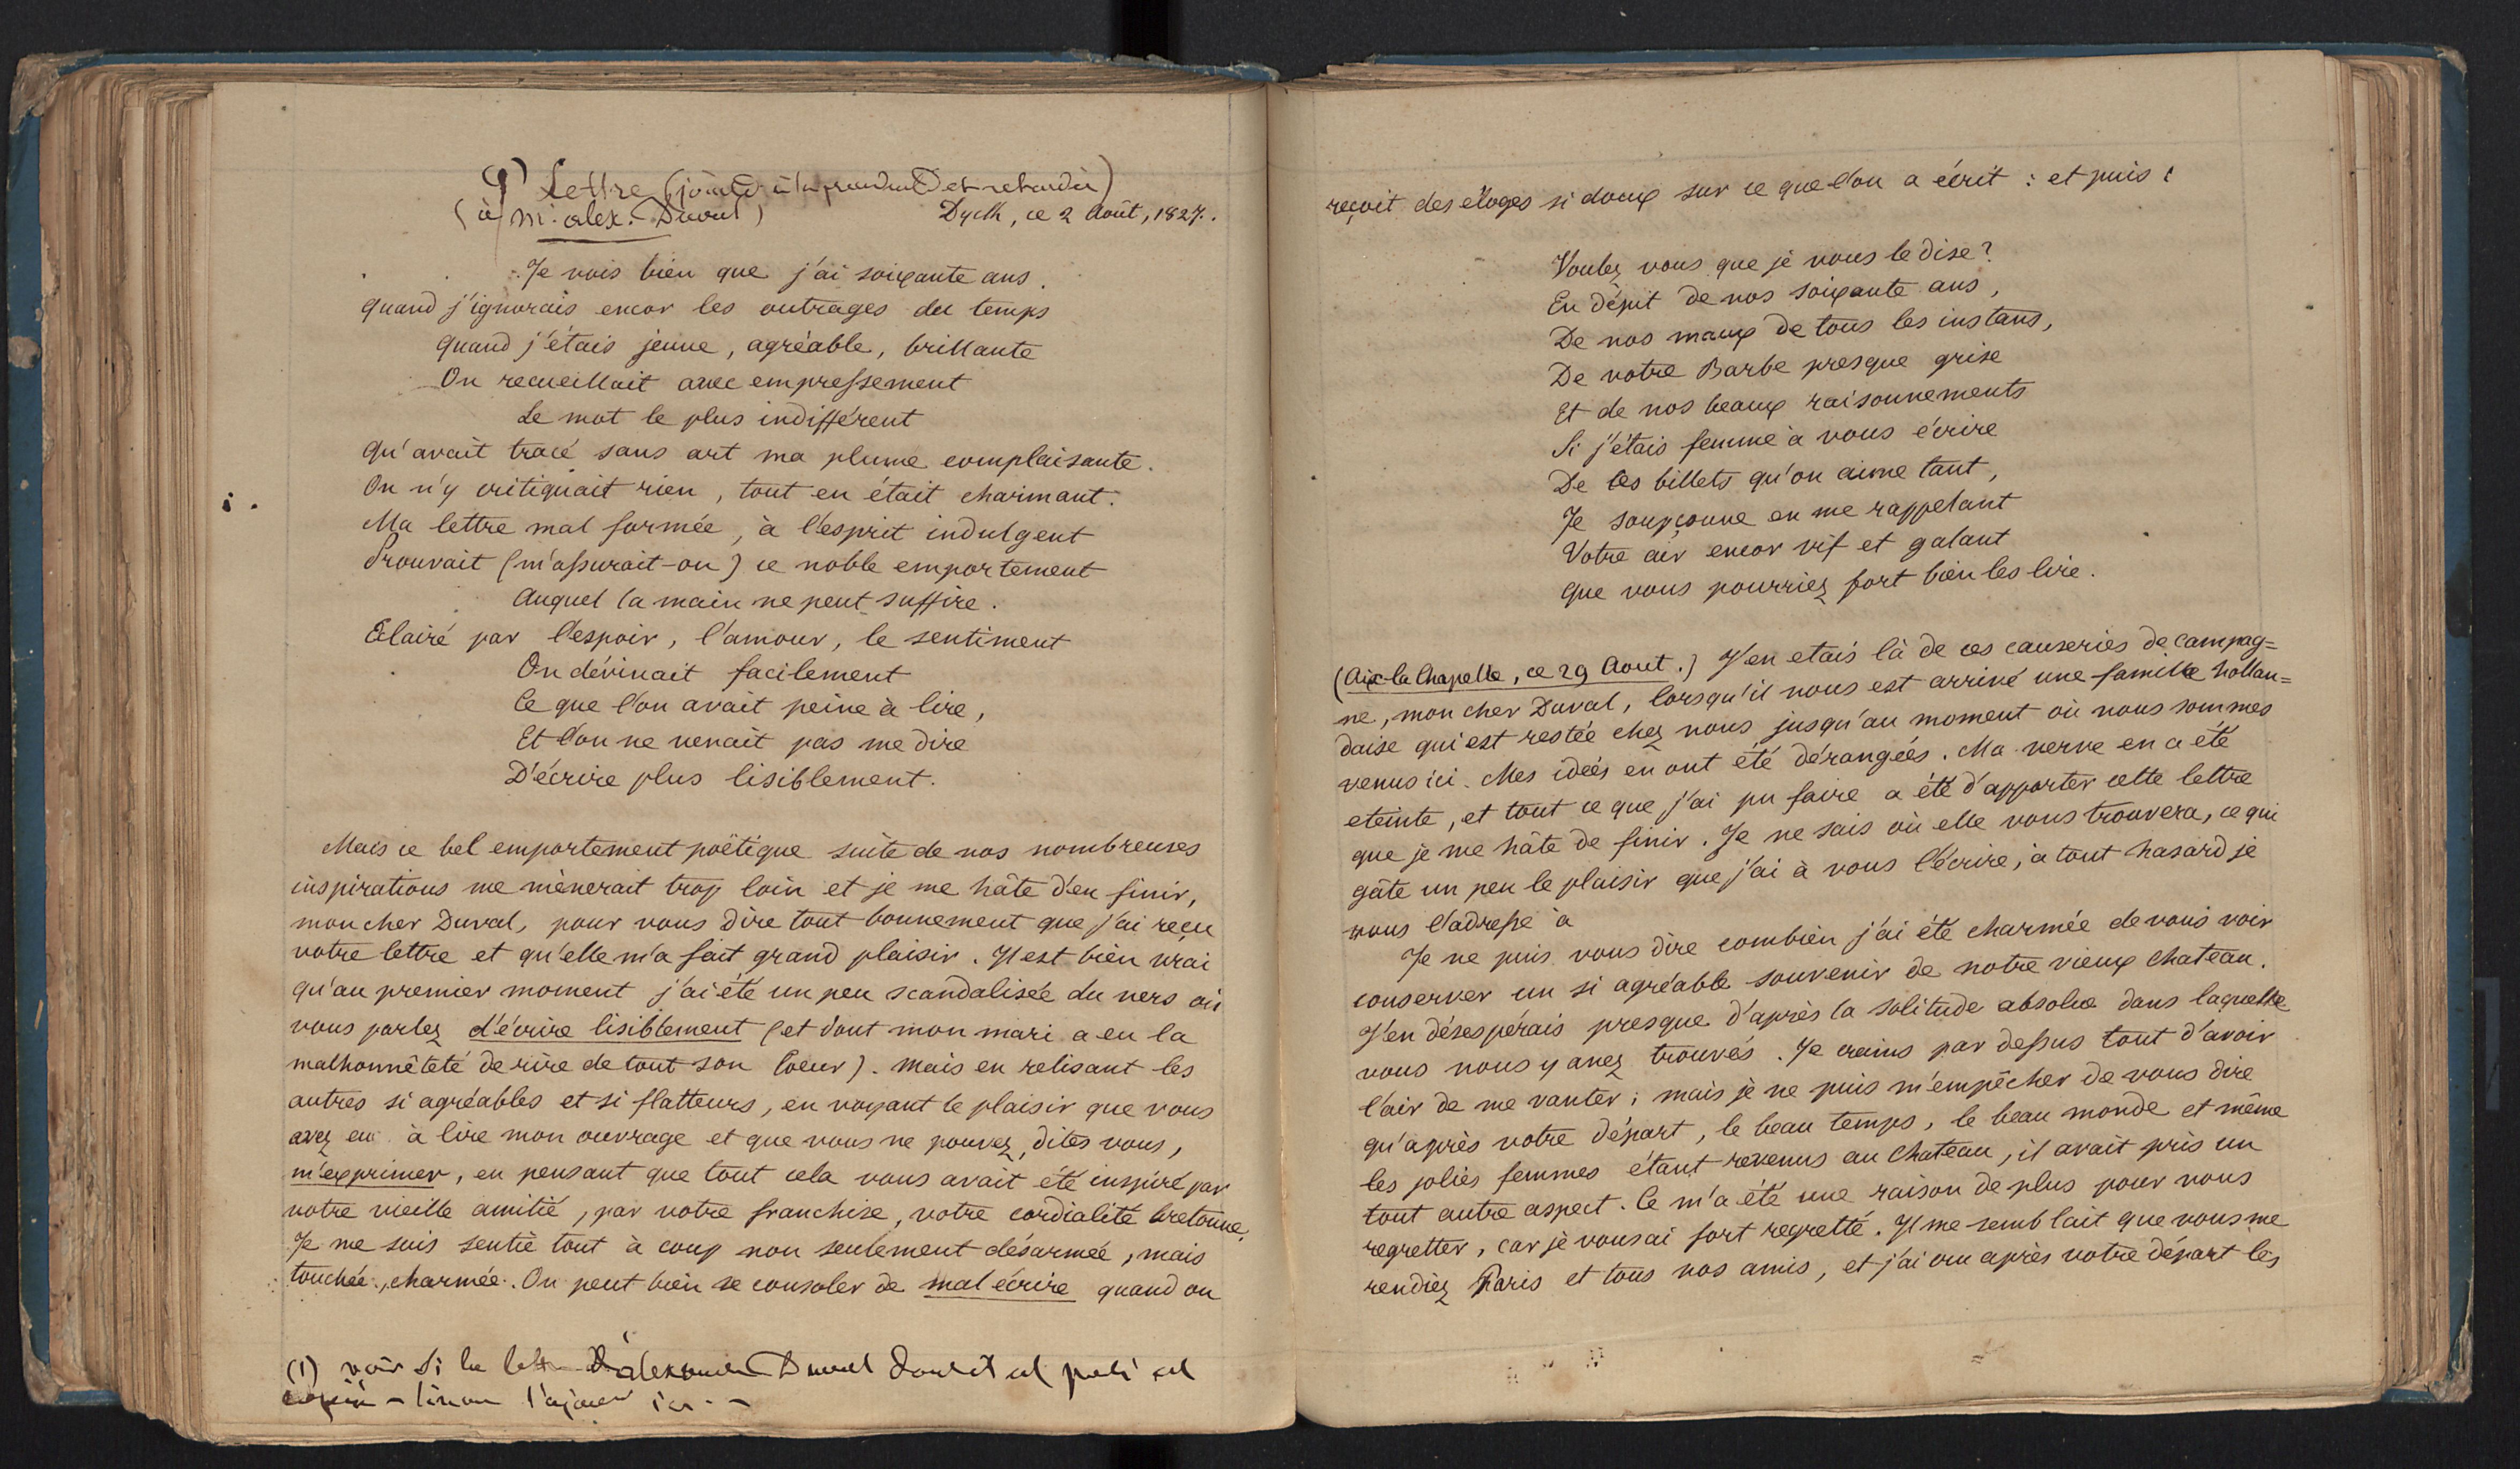 9) Lettre (jointe à la précédente et retardée)
(à M. alex. Duval) Dyck, ce 2 Août, 1827.
Je vois bien que j'ai soixante ans.
Quand j'ignorais encor les outrages du temps
Quand j'étais jeune, agréable, brillante
On recueillait avec empressement
Le mot le plus indifférent
Qu'avait tracé sans art ma plume complaisante.
On n'y critiquait rien, tout en était charmant.
Ma lettre mal formée, à l'esprit indulgent
Prouvait (m'assurait-on) ce noble emportement
Auquel la main ne peut suffire.
Eclairé par l'espoir, l'amour, le sentiment
On dévinait facilement
Ce que l'on avait peine à lire,
Et l'on ne venait pas me dire
D'écrire plus lisiblement.
Mais ce bel emportement poëtique suite de nos nombreuses
inspirations me mènerait trop loin et je me hâte d'en finir,
mon cher Duval, pour vous dire tout bonnement que j'ai reçu
votre lettre et qu'elle m'a fait grand plaisir. Il est bien vrai
qu'au premier moment j'ai été un peu scandalisée du vers où
vous parlez d'écrire lisiblement (et dont mon mari a eu la
malhonnêteté de rire de tout son Coeur). Mais en relisant les
autres si agréables et si flatteurs, en voyant le plaisir que vous
avez eu à lire mon ouvrage et que vous ne pouvez, dites vous,
m'exprimer, en pensant que tout cela vous avait été inspiré par
votre vieille amitié, par votre franchise, votre cordialité bretonne,
Je me suis sentie tout à coup non seulement désarmée, mais
touchée, charmée. On peut bien se consoler de mal écrire quand on
(1) voir si la lettre d'alexandre Duval dont il est parlé est
copiée – sinon l'ajouter ici. –
reçoit des éloges si doux sur ce que l'on a écrit : et puis :
Voulez vous que je vous le dise?
En dépit de nos soixante ans,
De nos maux de tous les instans,
De votre Barbe presque grise
Et de nos beaux raisonnements
Si j'étais femme à vous écrire
De ces billets qu'on aime tant,
Je soupçonne en me rappelant
Votre air encor vif et galant
Que vous pourriez fort bien les lire.
(Aix-la Chapelle, ce 29 Aout.) J'en etais là de ces causeries de campag=
ne, mon cher Duval, lorsqu'il nous est arrivé une famille hollan=
daise qui est restée chez nous jusqu'au moment où nous sommes
venus ici. Mes idées en ont été dérangées. Ma verve en a été
eteinte, et tout ce que j'ai pu faire a été d'apporter cette lettre
que je me hâte de finir. Je ne sais où elle vous trouvera, ce qui
gâte un peu le plaisir que j'ai à vous l'écrire; à tout hasard je
vous l'adresse à
Je ne puis vous dire combien j'ai été charmée de vous voir
conserver un si agréable souvenir de notre vieux chateau.
J'en désespérais presque d'après la solitude absolue dans laquelle
vous nous y avez trouvés. Je crains par dessus tout d'avoir
l'air de me vanter; mais je ne puis m'empêcher de vous dire
qu'après votre départ, le beau temps, le beau monde et même
les jolies femmes étant revenus au chateau, il avait pris un
tout autre aspect. Ce m'a été une raison de plus pour vous
regretter, car je vous ai fort regretté. Il me semblait que vous me
rendiez Paris et tous nos amis, et j'ai cru après votre départ les